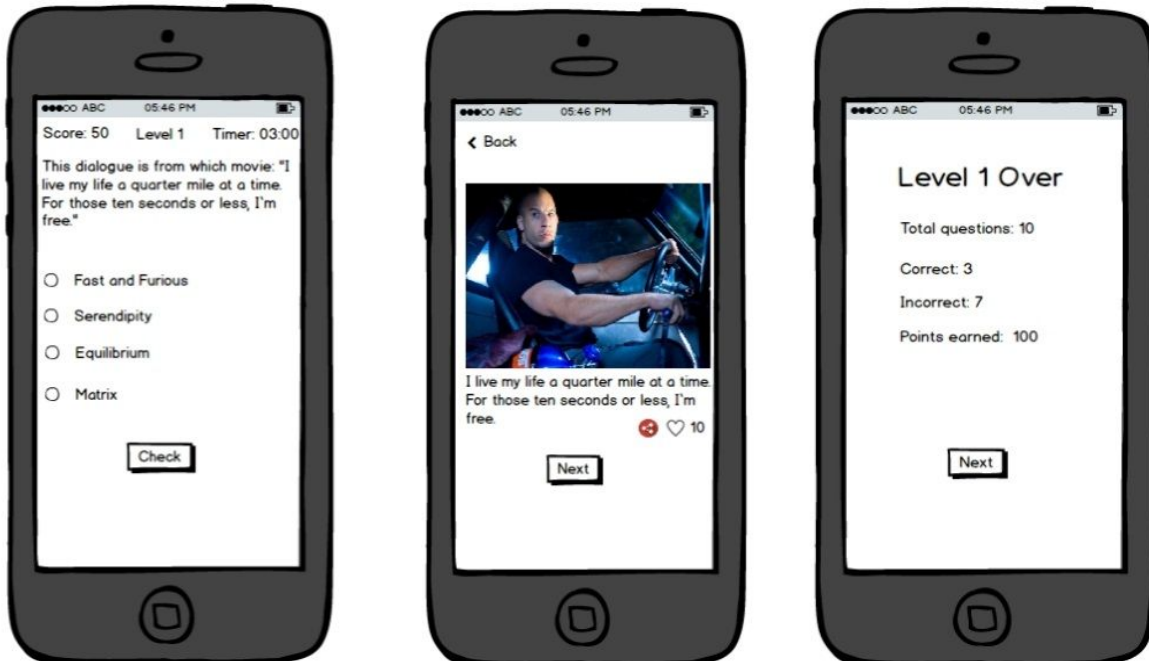 ABC 05:46 PM
Score: 50 Level 1 Timer: 03:00
This dialogue is from which movie: "I
live my life a quarter mile at a time.
For those ten seconds or less, I'm
free."
Fast and Furious
Serendipity
Equilibrium
Matrix
Check
ABC 05:46 PM
Back
I live my life a quarter mile at a time.
For those ten seconds or less, I'm
free.
10
Next
ABC 05:46 PM
Level 1 Over
Total questions: 10
Correct: 3
Incorrect: 7
Points earned: 100
Next